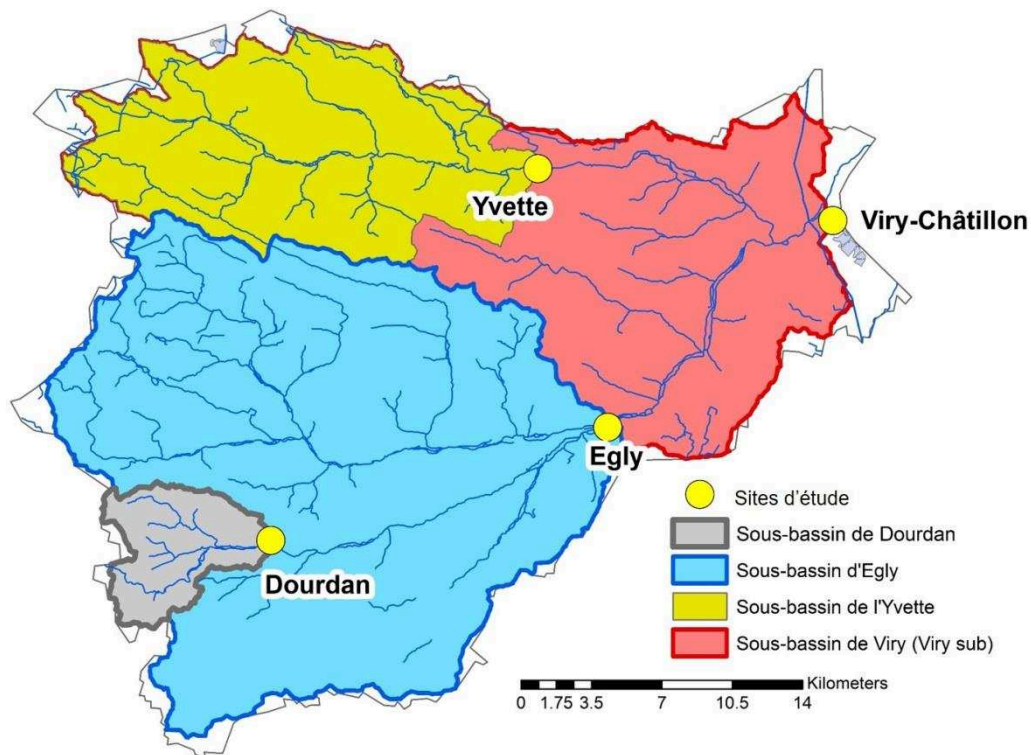 Yvette
Viry-Châtillon
Egly
Dourdan
Sites d'étude
Sous-bassin de Dourdan
Sous-bassin d'Egly
Sous-bassin de l'Yvette
Sous-bassin de Viry (Viry sub)
Kilometers
0 1.75 3.5 7 10.5 14